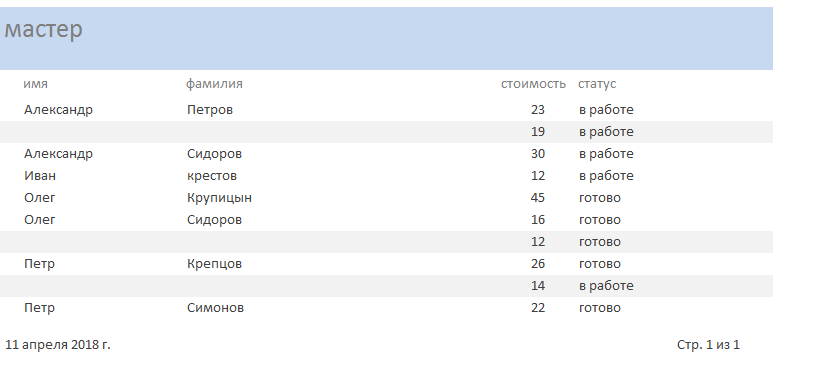 мастер
имя фамилия стоимость статус
Александр Петров 23 в работе
19 в работе
Александр Сидоров 30 в работе
Иван крестов 12 в работе
Олег Крупицын 45 готово
Олег Сидоров 16 готово
12 готово
Петр Крепцов 26 готово
14 в работе
Петр Симонов 22 готово
11 апреля 2018 г. Стр. 1 из 1